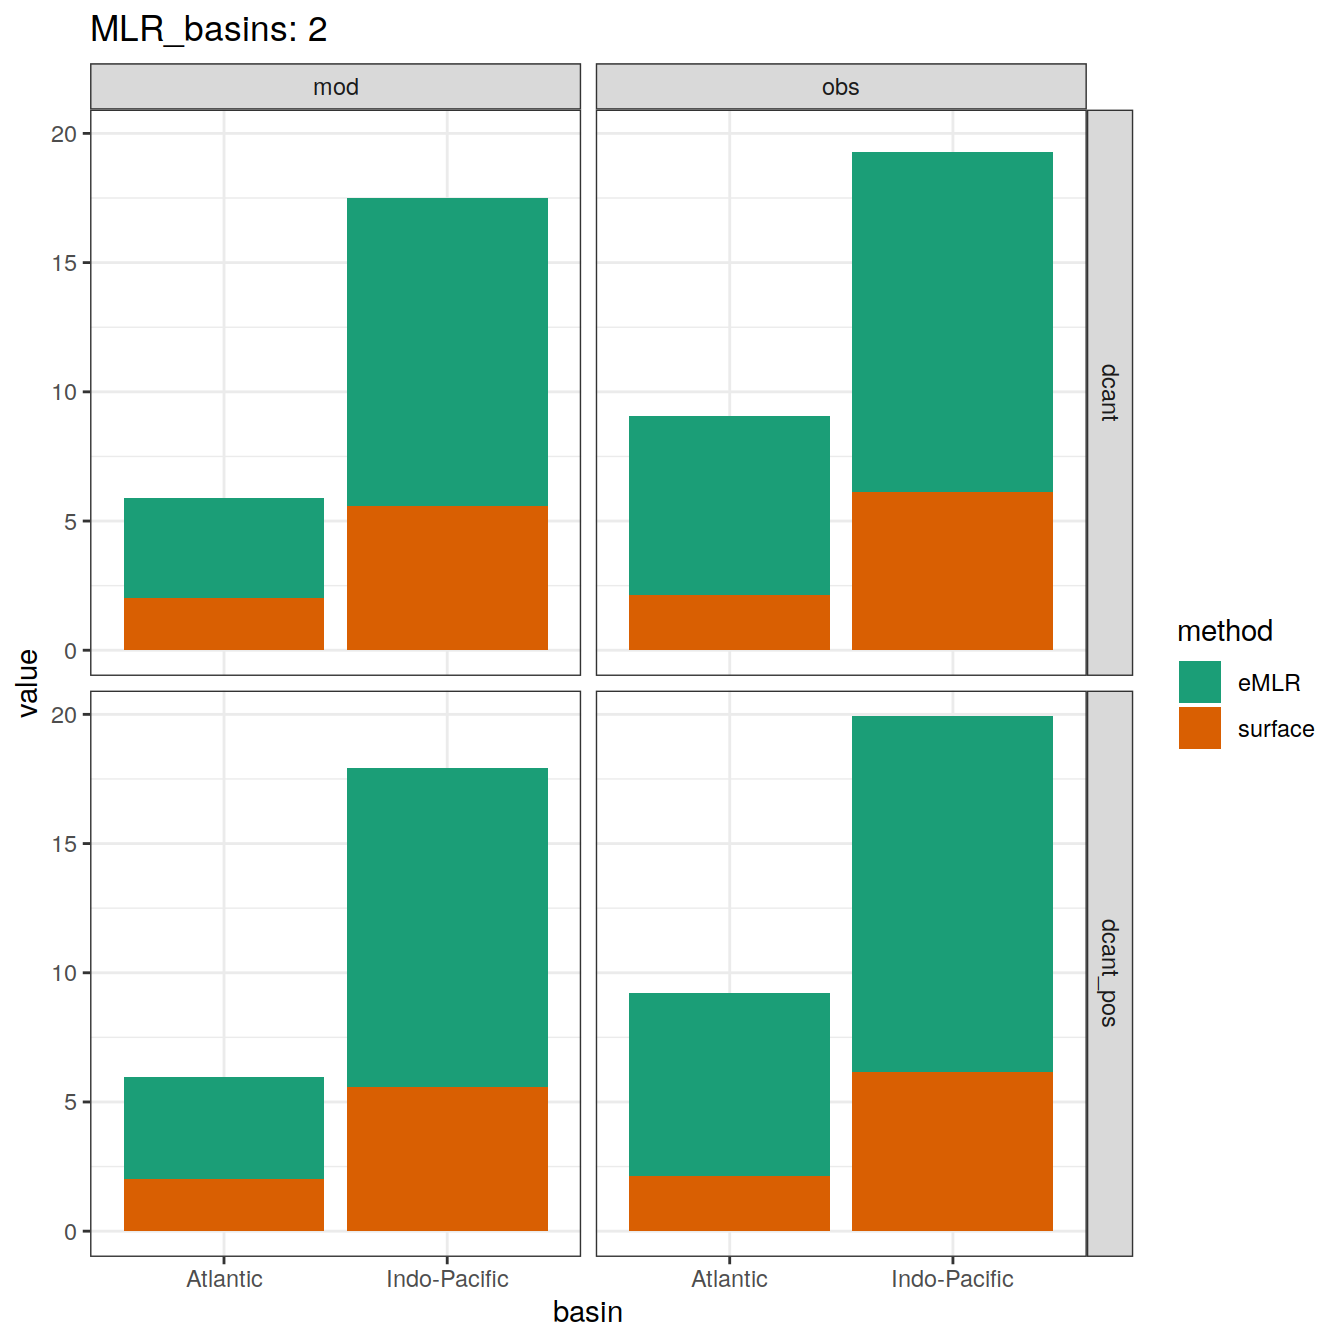 MLR_basins: 2
mod
obs
20
15
10
5
0
dcant
20
15
10
5
0
dcant_pos
value
Atlantic
Indo-Pacific
Atlantic
Indo-Pacific
basin
method
eMLR
surface